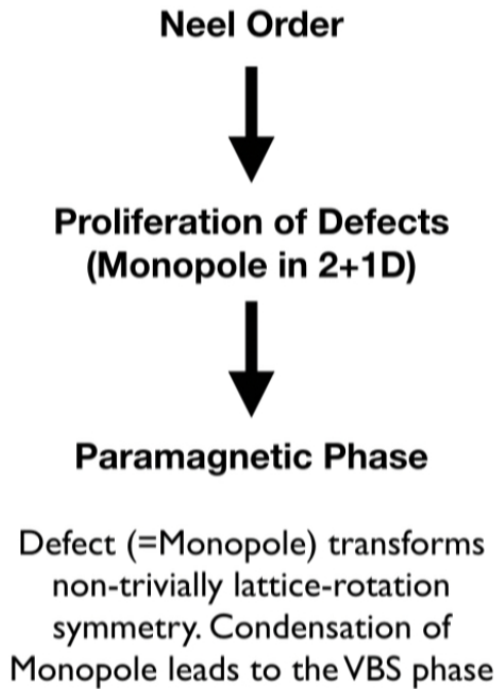 Neel Order
Proliferation of Defects
(Monopole in 2+1D)
Paramagnetic Phase
Defect (=Monopole) transforms
non-trivially lattice-rotation
symmetry. Condensation of
Monopole leads to the VBS phase